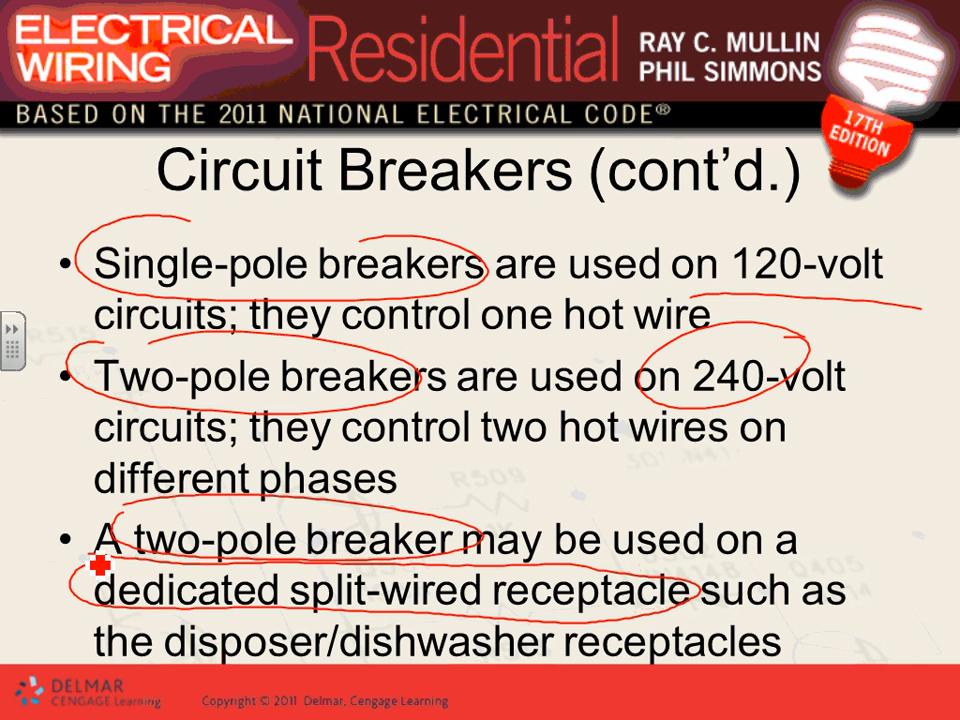 ELECTRICAL
WIRING
Residential
RAY C. MULLIN
PHIL SIMMONS
BASED ON THE 2011 NATIONAL ELECTRICAL CODE®
17TH
EDITION
Circuit Breakers (cont’d.)
• Single-pole breakers are used on 120-volt
circuits; they control one hot wire
• Two-pole breakers are used on 240-volt
circuits; they control two hot wires on
different phases
• A two-pole breaker may be used on a
dedicated split-wired receptacle such as
the disposer/dishwasher receptacles
R509
0405
DELMAR
CENGAGE Learning
Copyright © 2011 Delmar, Cengage Learning